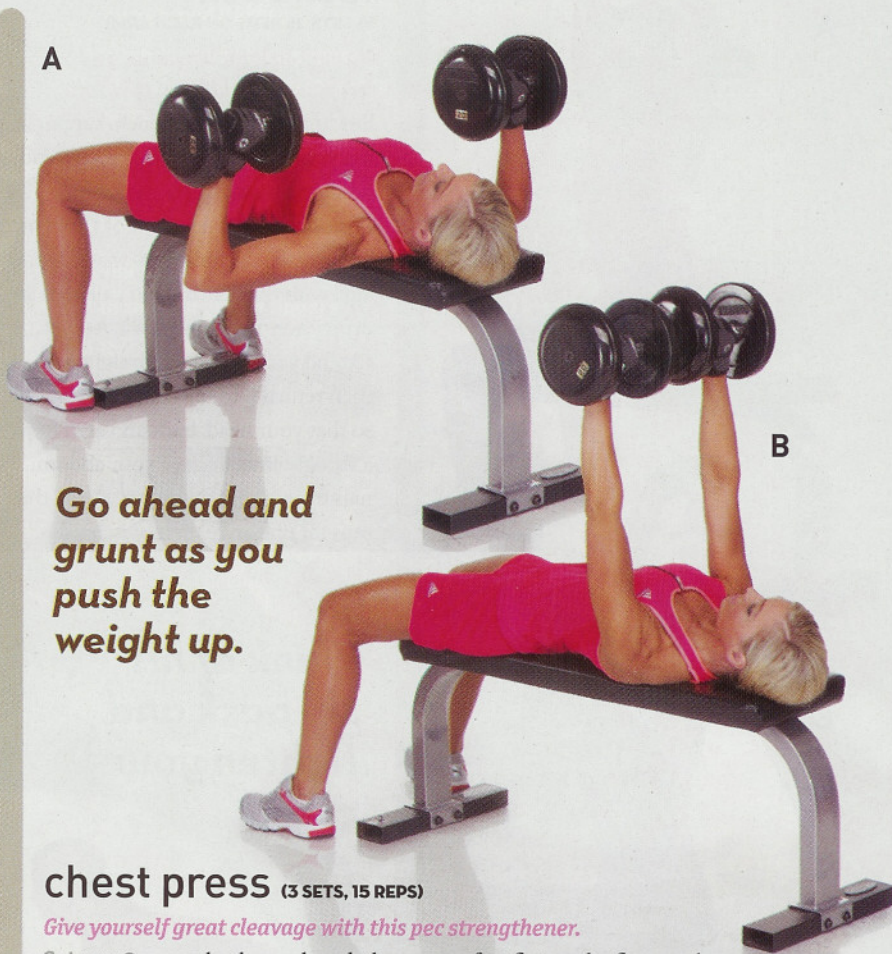 A
B
Go ahead and
grunt as you
push the
weight up.
chest press (3 SETS, 15 REPS)
Give yourself great cleavage with this pec strengthener.